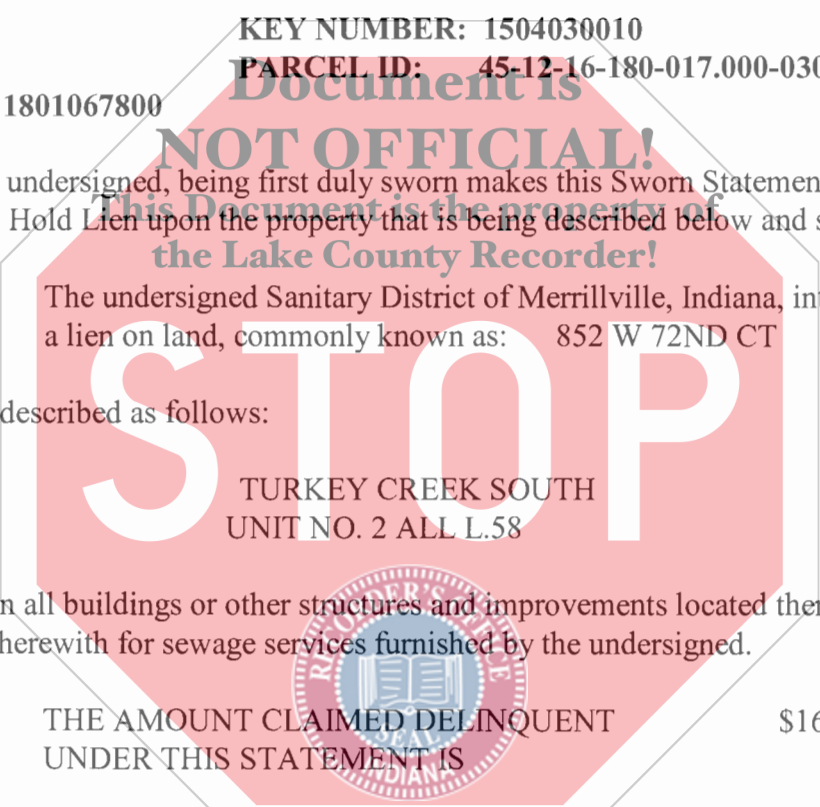 KEY NUMBER: 1504030010
PARCEL ID: 45-12-16-180-017.000-030
Document is
1801067800
NOT OFFICIAL!
undersigned, being first duly sworn makes this Sworn Statemen
This Document is the property of
Hold Lien upon the property that is being described below and s
the Lake County Recorder!
The undersigned Sanitary District of Merrillville, Indiana, int
a lien on land, commonly known as: 852 W 72ND CT
STOP
described as follows:
TURKEY CREEK SOUTH
UNIT NO. 2 ALL L.58
n all buildings or other structures and improvements located ther
herewith for sewage services furnished by the undersigned.
RECORDER'S OFFICE
SEAL
INDIANA
THE AMOUNT CLAIMED DELINQUENT $16
UNDER THIS STATEMENT IS